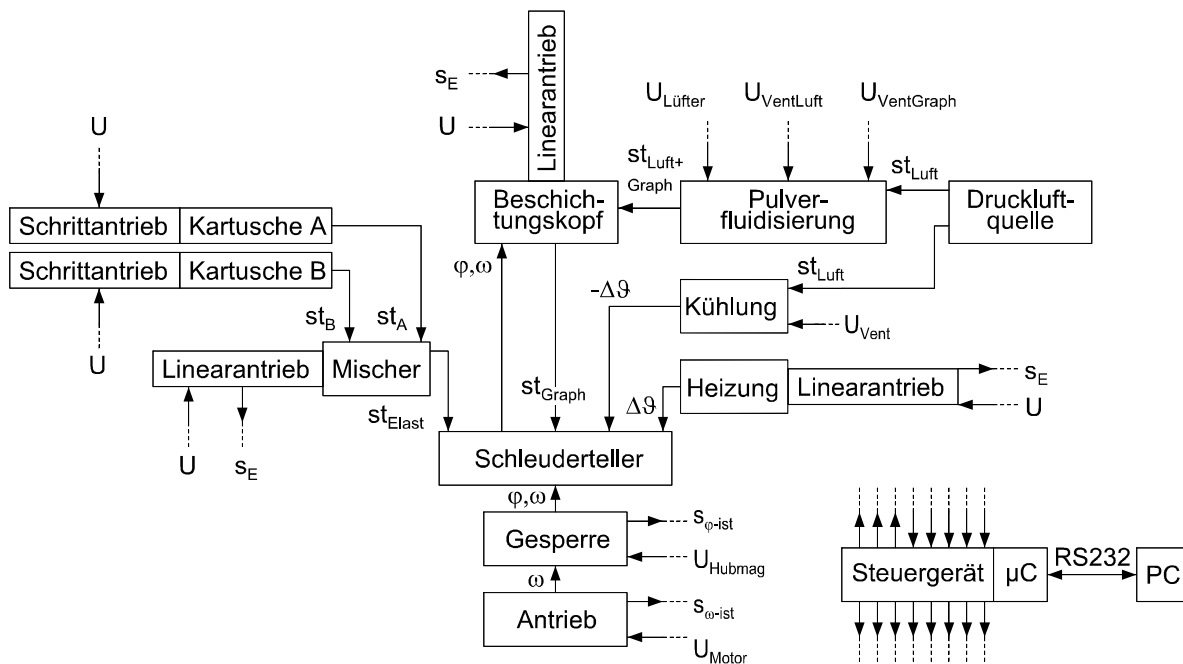 Linearantrieb
s_E
U
U_Lüfter
U_VentLuft
U_VentGraph
U
st_Luft+
Graph
st_Luft
Beschich-
tungskopf
Pulver-
fluidisierung
Druckluft-
quelle
Schrittantrieb
Kartusche A
Schrittantrieb
Kartusche B
φ,ω
st_Luft
-Δϑ
Kühlung
U_Vent
st_B
st_A
U
Linearantrieb
Mischer
st_Graph
Heizung
Linearantrieb
s_E
U
Δϑ
st_Elast
U
s_E
Schleuderteller
φ,ω
Gesperre
s_φ-ist
U_Hubmag
ω
Antrieb
s_ω-ist
U_Motor
Steuergerät
µC
RS232
PC